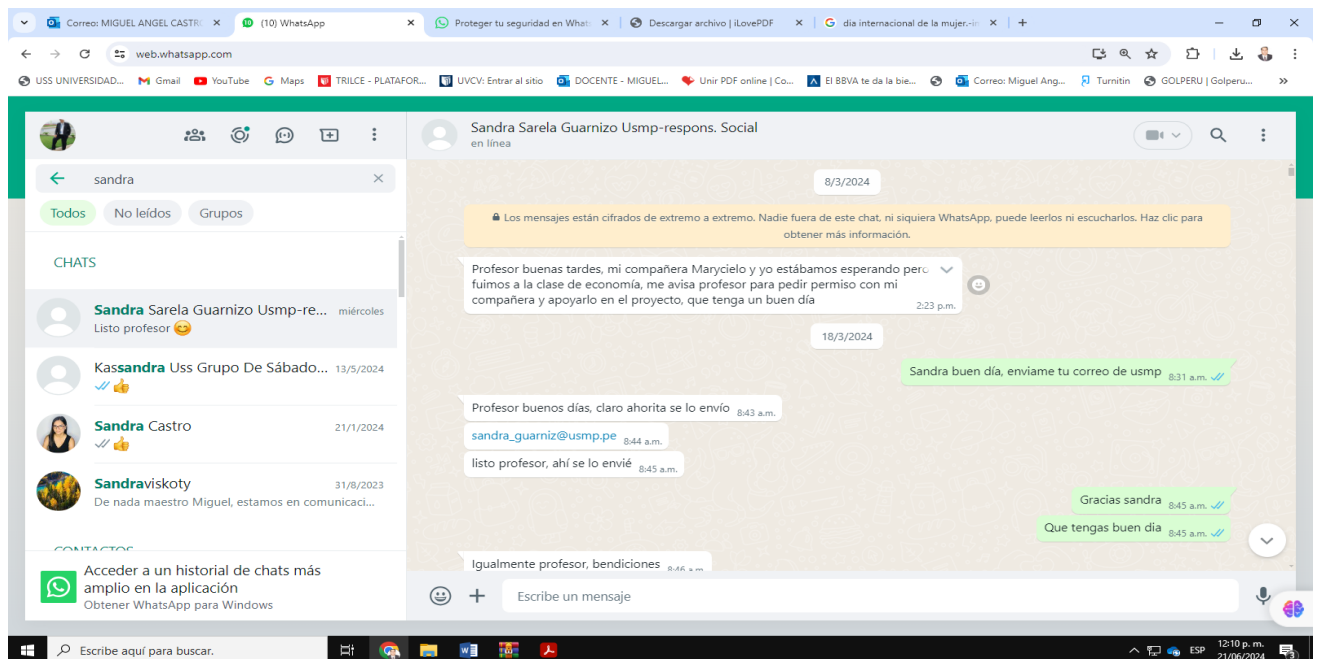 Correo: MIGUEL ANGEL CASTRO
(10) WhatsApp
Proteger tu seguridad en What
Descargar archivo | iLovePDF
dia internacional de la mujer.-in
web.whatsapp.com
USS UNIVERSIDAD...
Gmail
YouTube
Maps
TRILCE - PLATAFOR...
UVCV: Entrar al sitio
DOCENTE - MIGUEL...
Unir PDF online | Co...
El BBVA te da la bie...
Correo: Miguel Ang...
Turnitin
GOLPERU | Golperu...
sandra
Todos
No leídos
Grupos
CHATS
Sandra Sarela Guarnizo Usmp-re...
miércoles
Listo profesor
Kassandra Uss Grupo De Sábado...
13/5/2024
Sandra Castro
21/1/2024
Sandraviskoty
31/8/2023
De nada maestro Miguel, estamos en comunicaci...
CONTACTOS
Acceder a un historial de chats más
amplio en la aplicación
Obtener WhatsApp para Windows
Sandra Sarela Guarnizo Usmp-respons. Social
en línea
8/3/2024
Los mensajes están cifrados de extremo a extremo. Nadie fuera de este chat, ni siquiera WhatsApp, puede leerlos ni escucharlos. Haz clic para
obtener más información.
Profesor buenas tardes, mi compañera Marycielo y yo estábamos esperando pero
fuimos a la clase de economía, me avisa profesor para pedir permiso con mi
compañera y apoyarlo en el proyecto, que tenga un buen día
2:23 p.m.
18/3/2024
Sandra buen día, enviame tu correo de usmp 8:31 a.m.
Profesor buenos días, claro ahorita se lo envío 8:43 a.m.
sandra_guarniz@usmp.pe 8:44 a.m.
listo profesor, ahí se lo envié 8:45 a.m.
Gracias sandra 8:45 a.m.
Que tengas buen dia 8:45 a.m.
Igualmente profesor, bendiciones 8:46 a.m.
Escribe un mensaje
Escribe aquí para buscar.
ESP
12:10 p. m.
21/06/2024
3